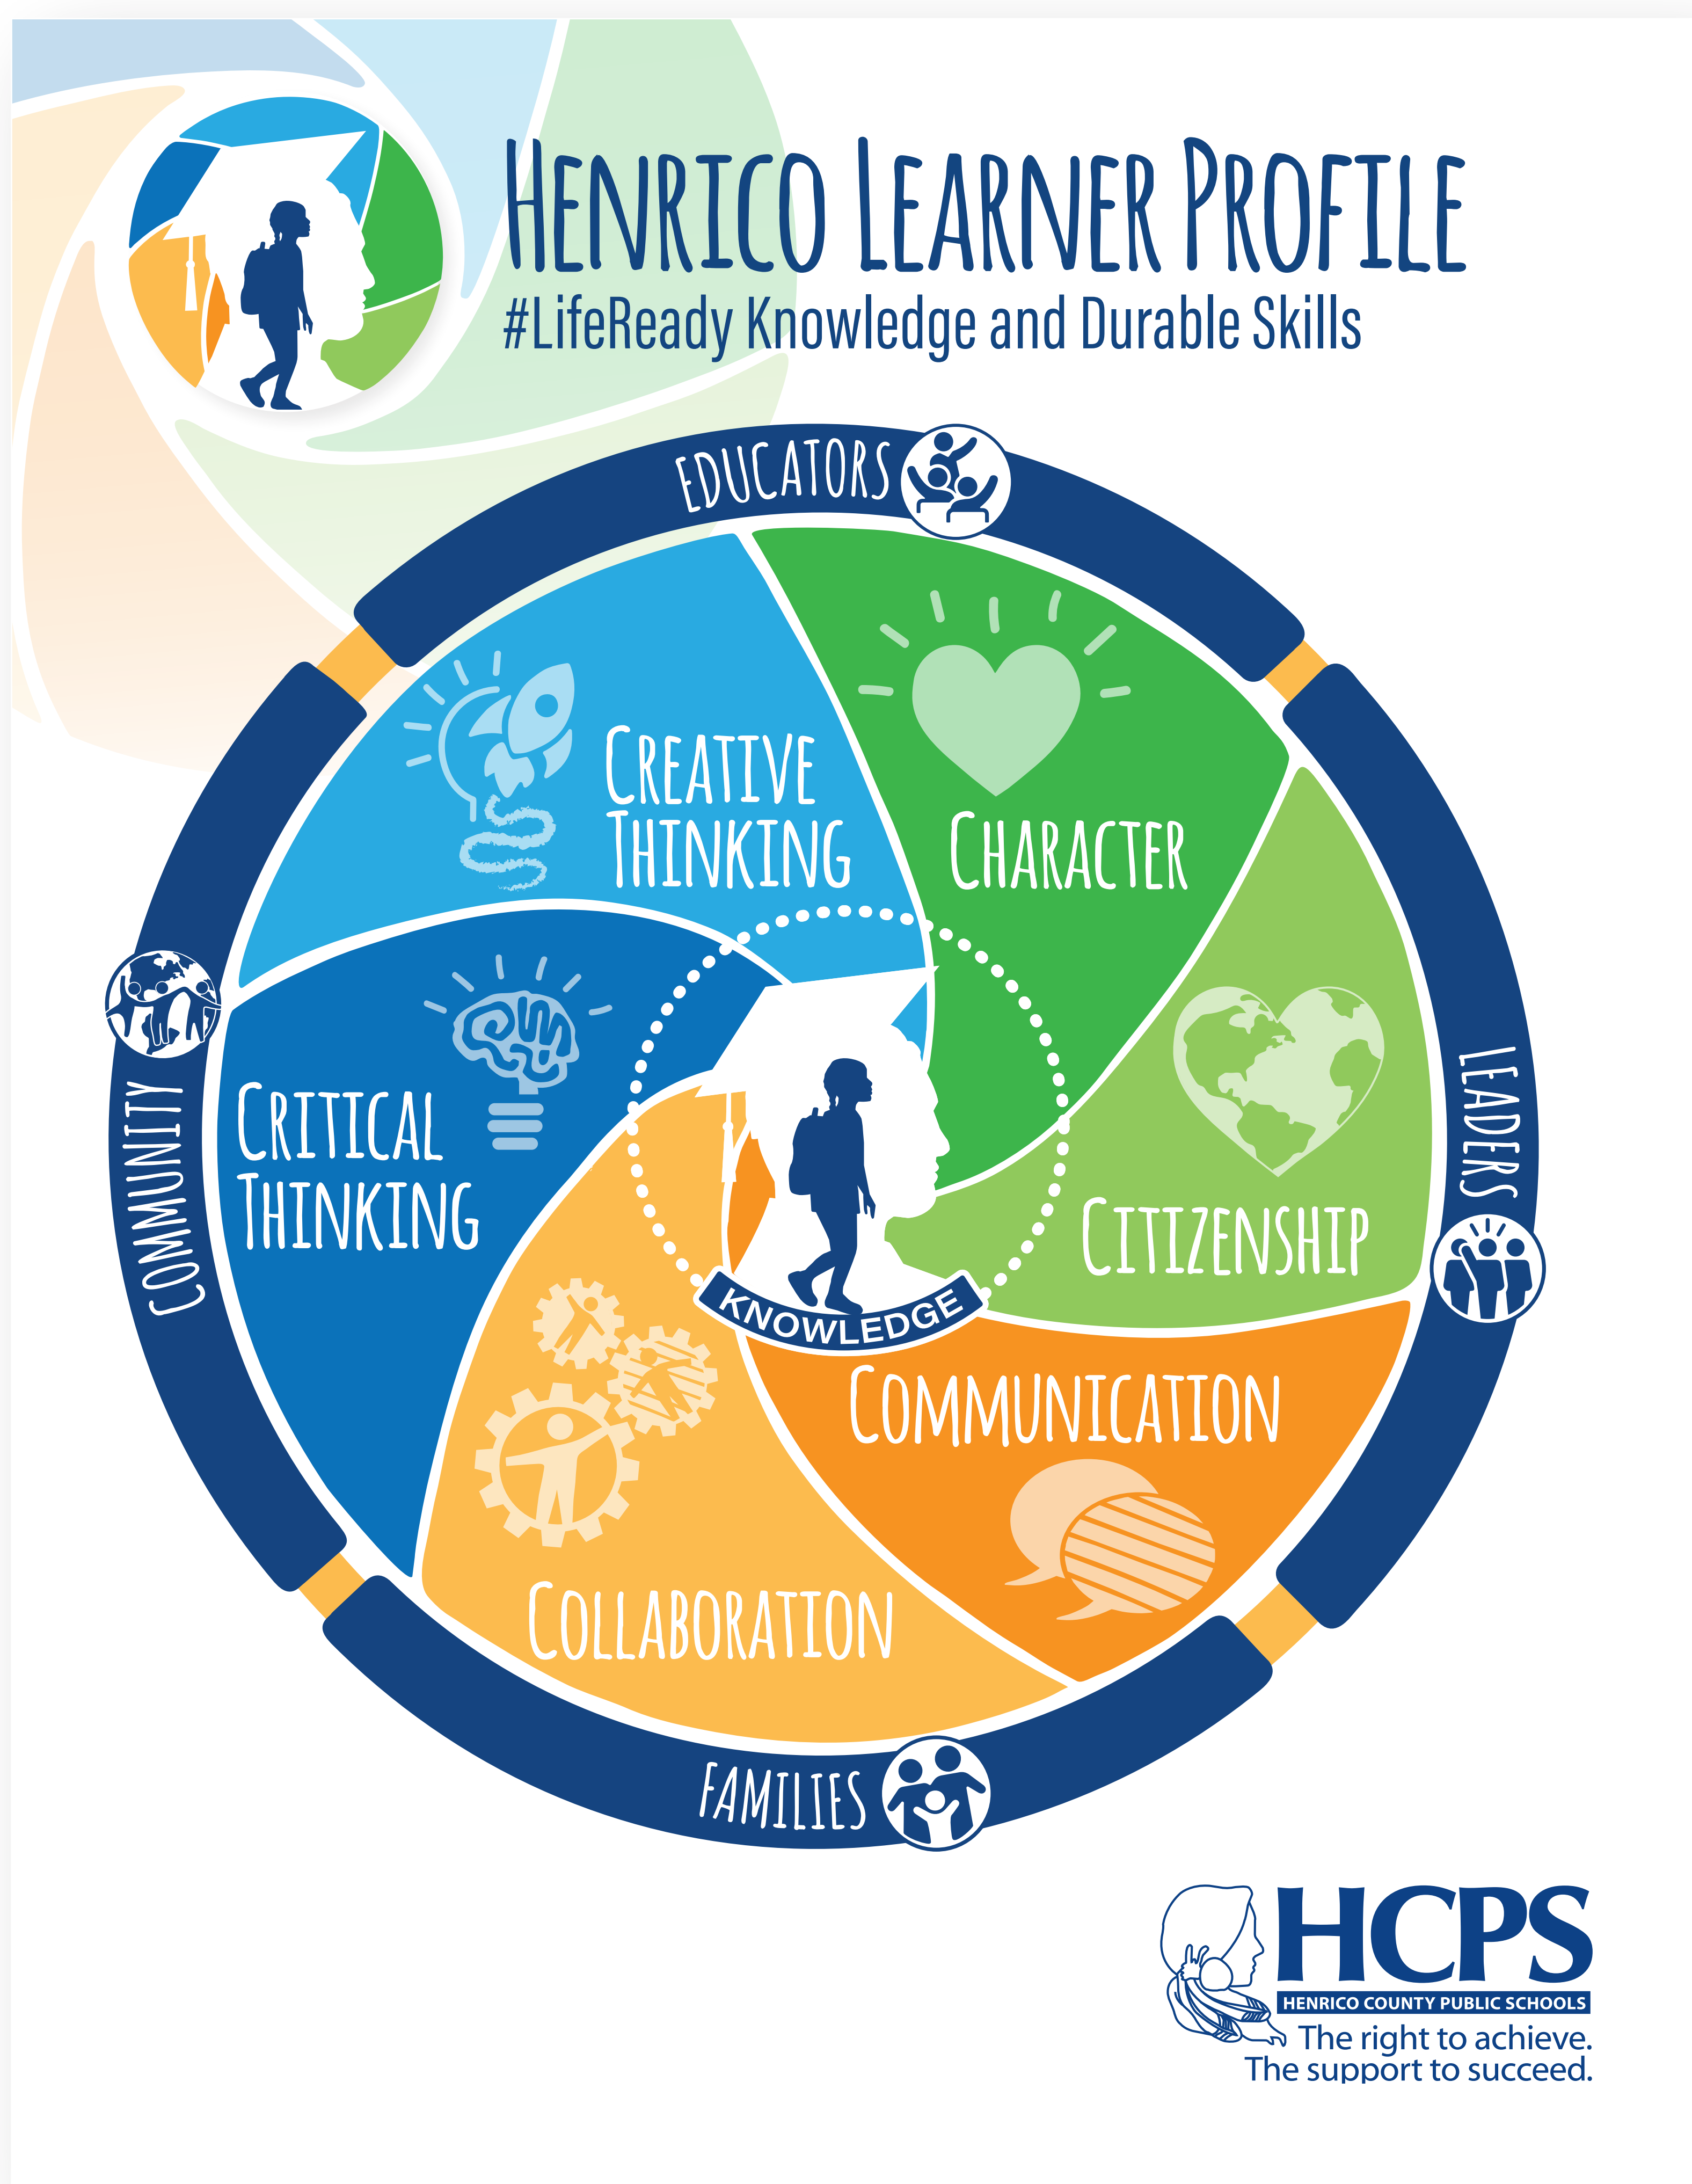 Henrico Learner Profile
#LifeReady Knowledge and Durable Skills
EDUCATORS
Creative
Thinking
Character
Critical
Thinking
Citizenship
COMMUNITY
LEADERS
KNOWLEDGE
Communication
Collaboration
FAMILIES
HCPS
HENRICO COUNTY PUBLIC SCHOOLS
The right to achieve.
The support to succeed.